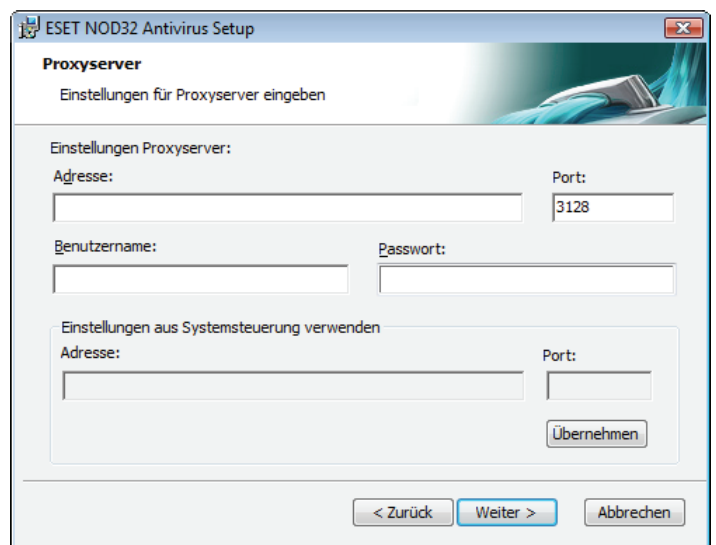 ESET NOD32 Antivirus Setup
Proxyserver
Einstellungen für Proxyserver eingeben
Einstellungen Proxyserver:
Adresse: Port:
3128
Benutzername: Passwort:
Einstellungen aus Systemsteuerung verwenden
Adresse: Port:
Übernehmen
< Zurück Weiter > Abbrechen